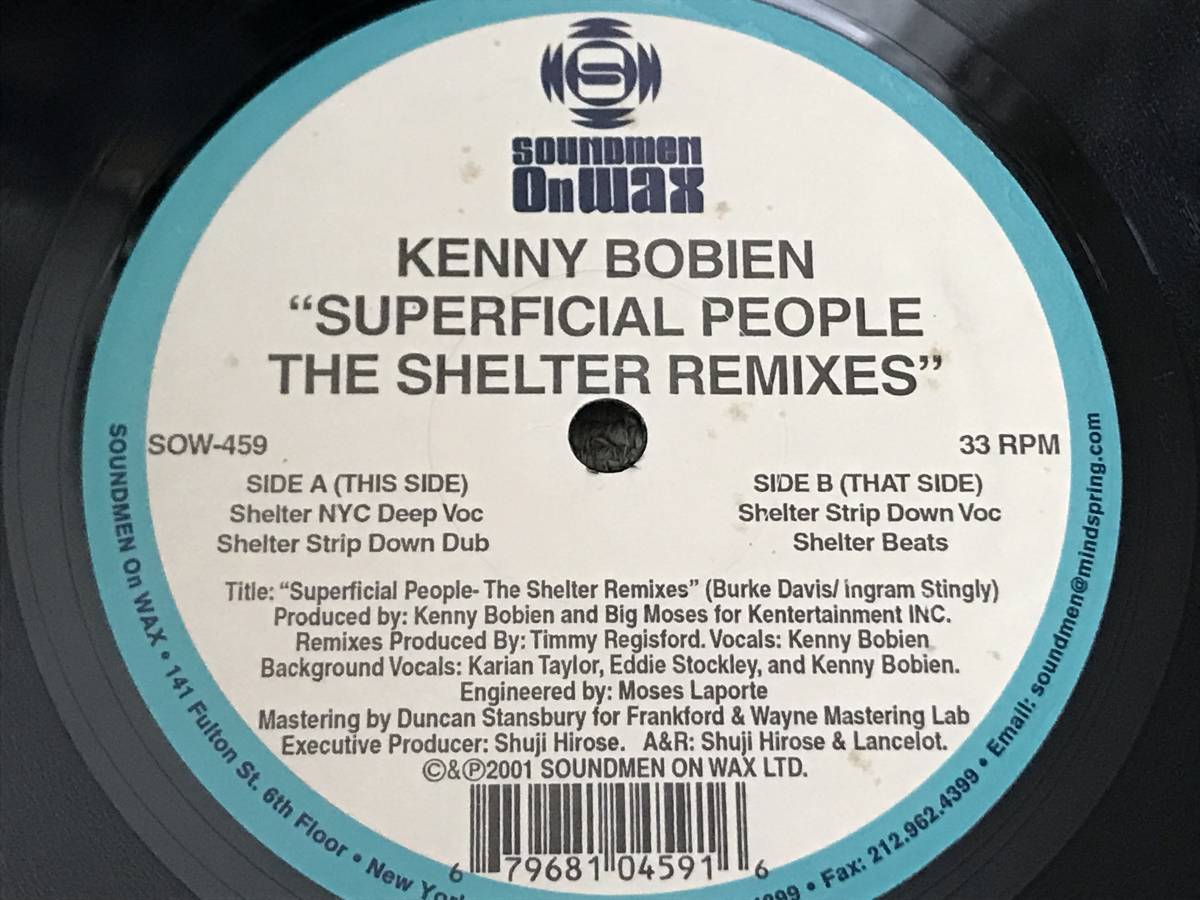 S
SOUNDMEN
On WaX
KENNY BOBIEN
“SUPERFICIAL PEOPLE
THE SHELTER REMIXES”
SOW-459
33 RPM
SIDE A (THIS SIDE)
Shelter NYC Deep Voc
Shelter Strip Down Dub
SIDE B (THAT SIDE)
Shelter Strip Down Voc
Shelter Beats
Title: “Superficial People- The Shelter Remixes” (Burke Davis/ ingram Stingly)
Produced by: Kenny Bobien and Big Moses for Kentertainment INC.
Remixes Produced By: Timmy Regisford. Vocals: Kenny Bobien
Background Vocals: Karian Taylor, Eddie Stockley, and Kenny Bobien.
Engineered by: Moses Laporte
Mastering by Duncan Stansbury for Frankford & Wayne Mastering Lab
Executive Producer: Shuji Hirose. A&R: Shuji Hirose & Lancelot.
©&℗2001 SOUNDMEN ON WAX LTD.
6 79681 04591 6
SOUNDMEN On WAX • 141 Fulton St. 6th Floor • New
• Fax: 212.962.4399 • Email: soundmen@mindspring.com